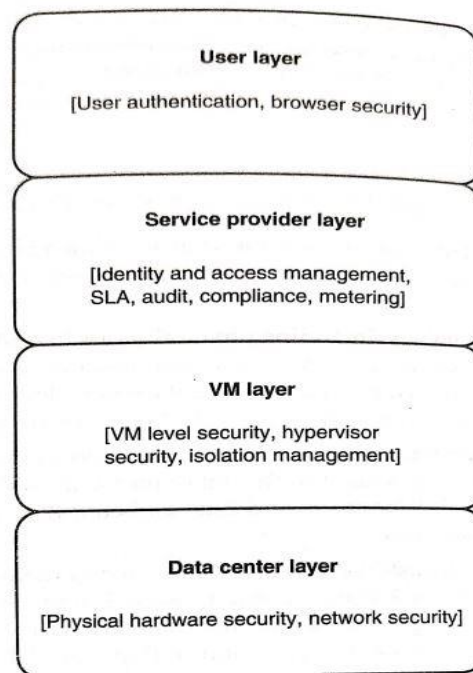 User layer
[User authentication, browser security]
Service provider layer
[Identity and access management,
SLA, audit, compliance, metering]
VM layer
[VM level security, hypervisor
security, isolation management]
Data center layer
[Physical hardware security, network security]